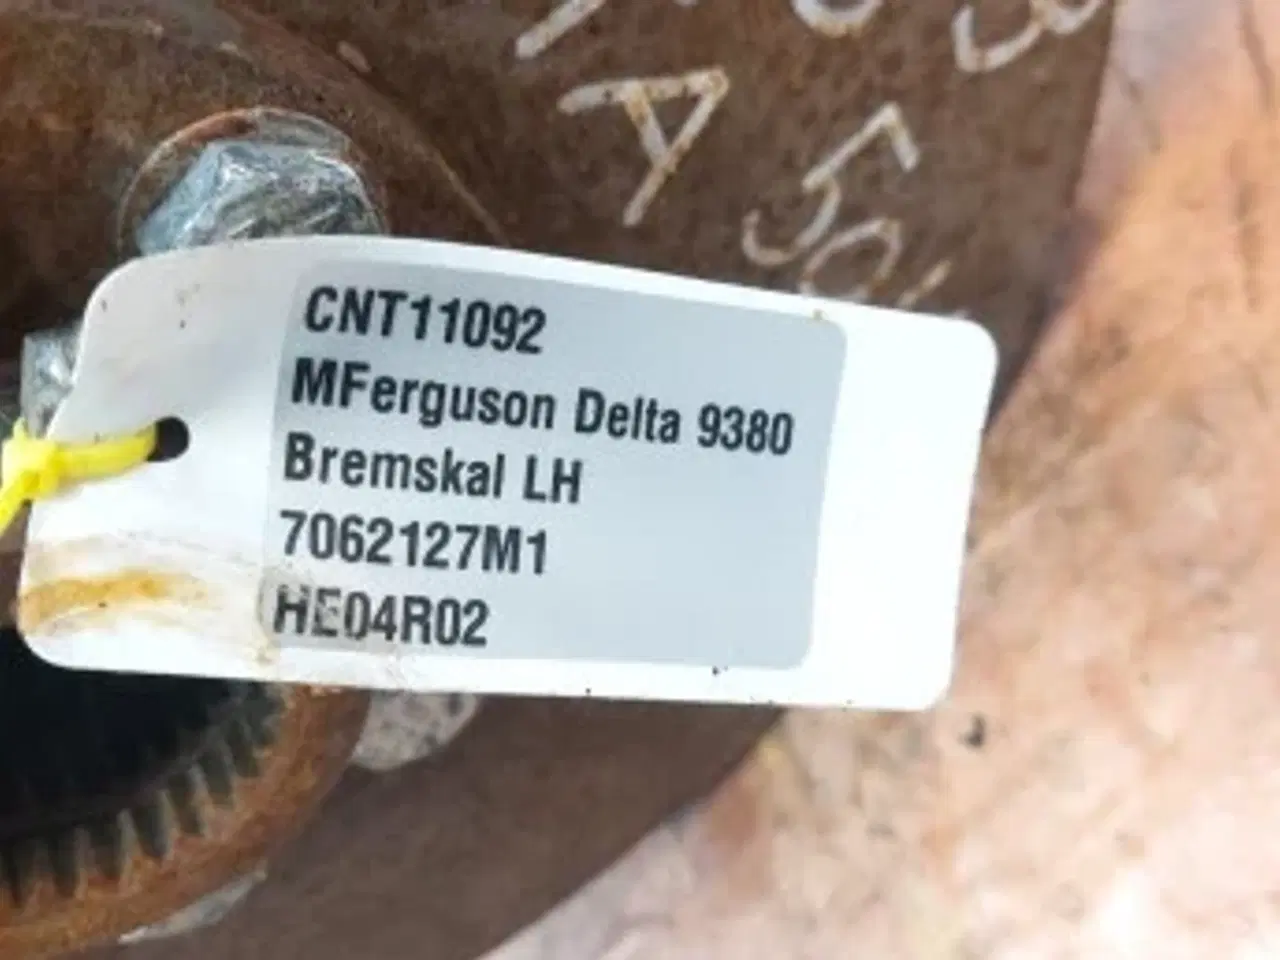 CNT11092
MFerguson Delta 9380
Bremskal LH
7062127M1
HE04R02